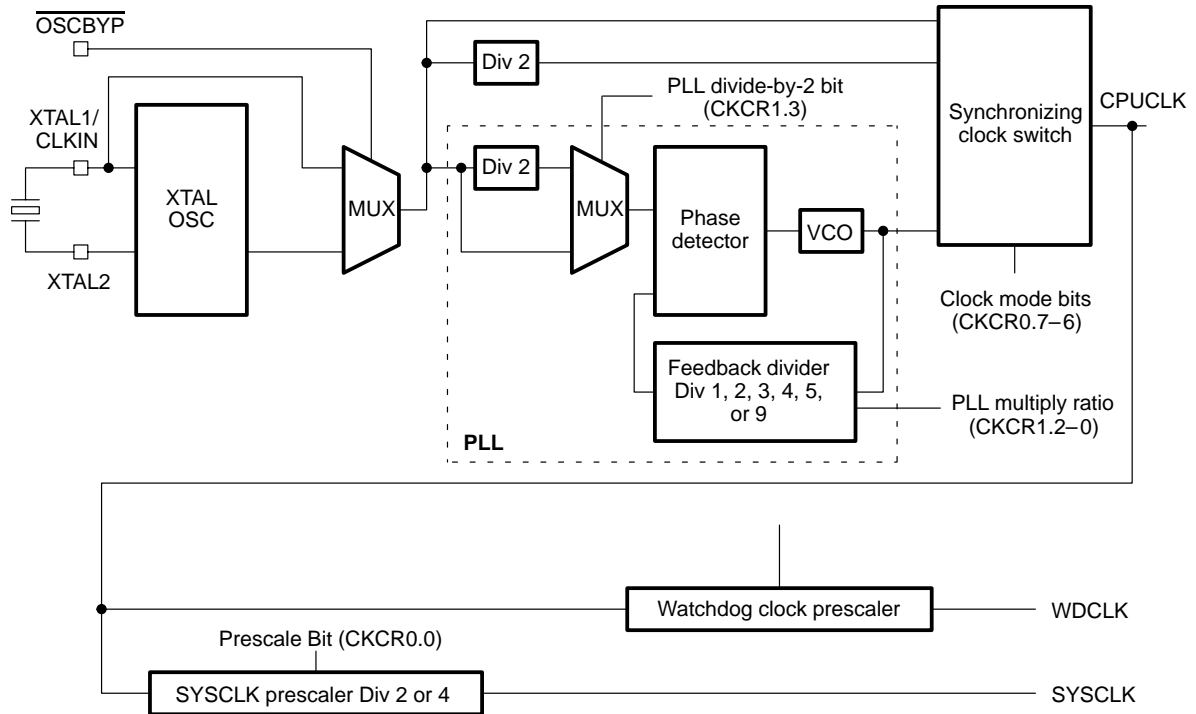 OSCBYP
XTAL1/
CLKIN
XTAL2
XTAL
OSC
MUX
Div 2
Div 2
PLL divide-by-2 bit
(CKCR1.3)
MUX
Phase
detector
VCO
Synchronizing
clock switch
CPUCLK
Clock mode bits
(CKCR0.7–6)
Feedback divider
Div 1, 2, 3, 4, 5,
or 9
PLL
PLL multiply ratio
(CKCR1.2–0)
Watchdog clock prescaler
WDCLK
Prescale Bit (CKCR0.0)
SYSCLK prescaler Div 2 or 4
SYSCLK